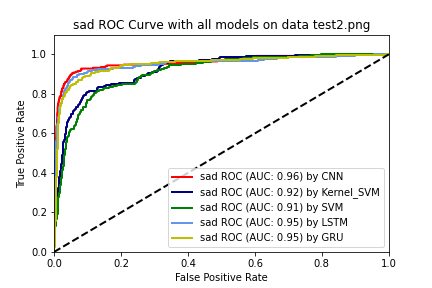 sad ROC Curve with all models on data test2.png
True Positive Rate
1.0
0.8
0.6
0.4
0.2
0.0
sad ROC (AUC: 0.96) by CNN
sad ROC (AUC: 0.92) by Kernel_SVM
sad ROC (AUC: 0.91) by SVM
sad ROC (AUC: 0.95) by LSTM
sad ROC (AUC: 0.95) by GRU
0.0 0.2 0.4 0.6 0.8 1.0
False Positive Rate